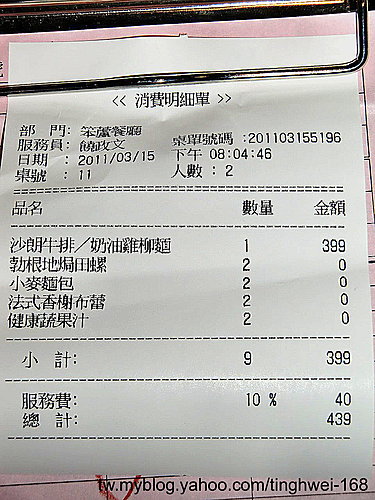 << 消費明細單 >>
部 門: 笨蘆餐廳
服務員: 饒政文 桌單號碼 :201103155196
日期 : 2011/03/15 下午 08:04:46
桌號 : 11 人數 : 2
品名 數量 金額
沙朗牛排／奶油雞柳麵 1 399
勃根地焗田螺 2 0
小麥麵包 2 0
法式香榭布蕾 2 0
健康蔬果汁 2 0
小 計: 9 399
服務費: 10 % 40
總 計: 439
tw.myblog.yahoo.com/tinghwei-168